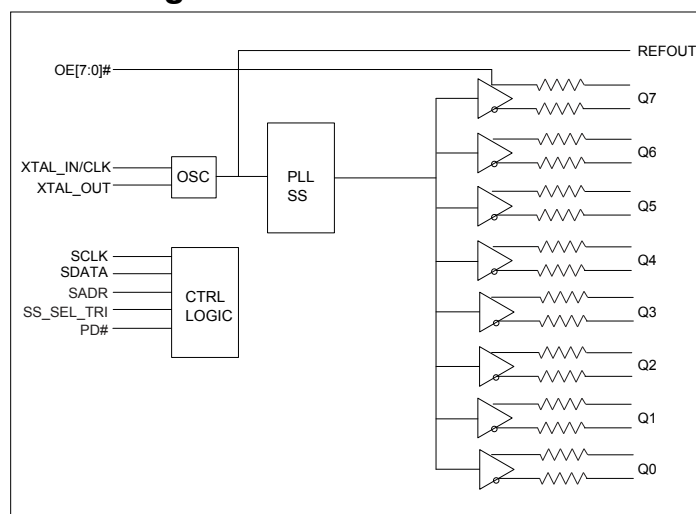 REFOUT
OE[7:0]#
Q7
Q6
XTAL_IN/CLK
OSC
PLL
SS
XTAL_OUT
Q5
SCLK
SDATA
SADR
SS_SEL_TRI
PD#
CTRL
LOGIC
Q4
Q3
Q2
Q1
Q0